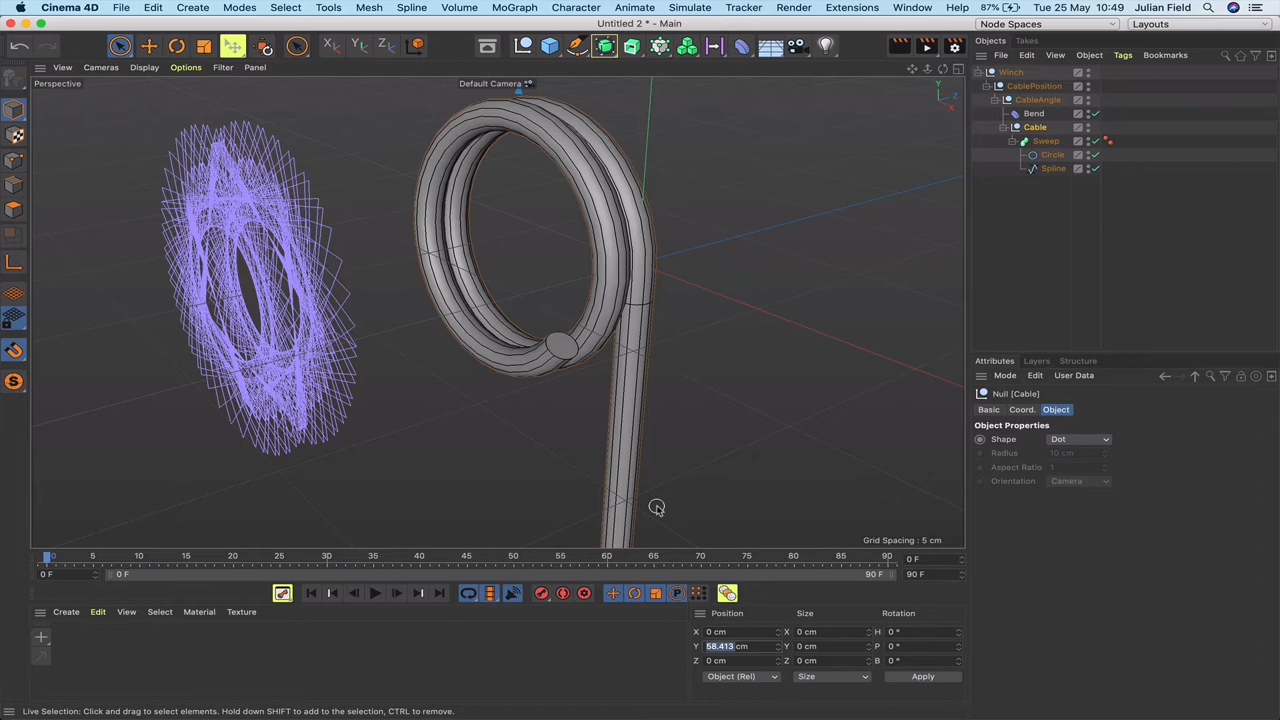 Cinema 4D File Edit Create Modes Select Tools Mesh Spline Volume MoGraph Character Animate Simulate Tracker Render Extensions Window Help 87% Tue 25 May 10:49 Julian Field
Untitled 2 * - Main
Node Spaces Layouts
X Y Z
View Cameras Display Options Filter Panel
Perspective
Default Camera
Y Z X
Grid Spacing : 5 cm
Objects Takes
File Edit View Object Tags Bookmarks
Winch
CablePosition
CableAngle
Bend
Cable
Sweep
Circle
Spline
Attributes Layers Structure
Mode Edit User Data
Null [Cable]
Basic Coord. Object
Object Properties
Shape Dot
Radius 10 cm
Aspect Ratio 1
Orientation Camera
0 5 10 15 20 25 30 35 40 45 50 55 60 65 70 75 80 85 90 0 F
0 F 0 F 90 F 90 F
Create Edit View Select Material Texture
Position Size Rotation
X 0 cm X 0 cm H 0 °
Y 58.413 cm Y 0 cm P 0 °
Z 0 cm Z 0 cm B 0 °
Object (Rel) Size Apply
Live Selection: Click and drag to select elements. Hold down SHIFT to add to the selection, CTRL to remove.